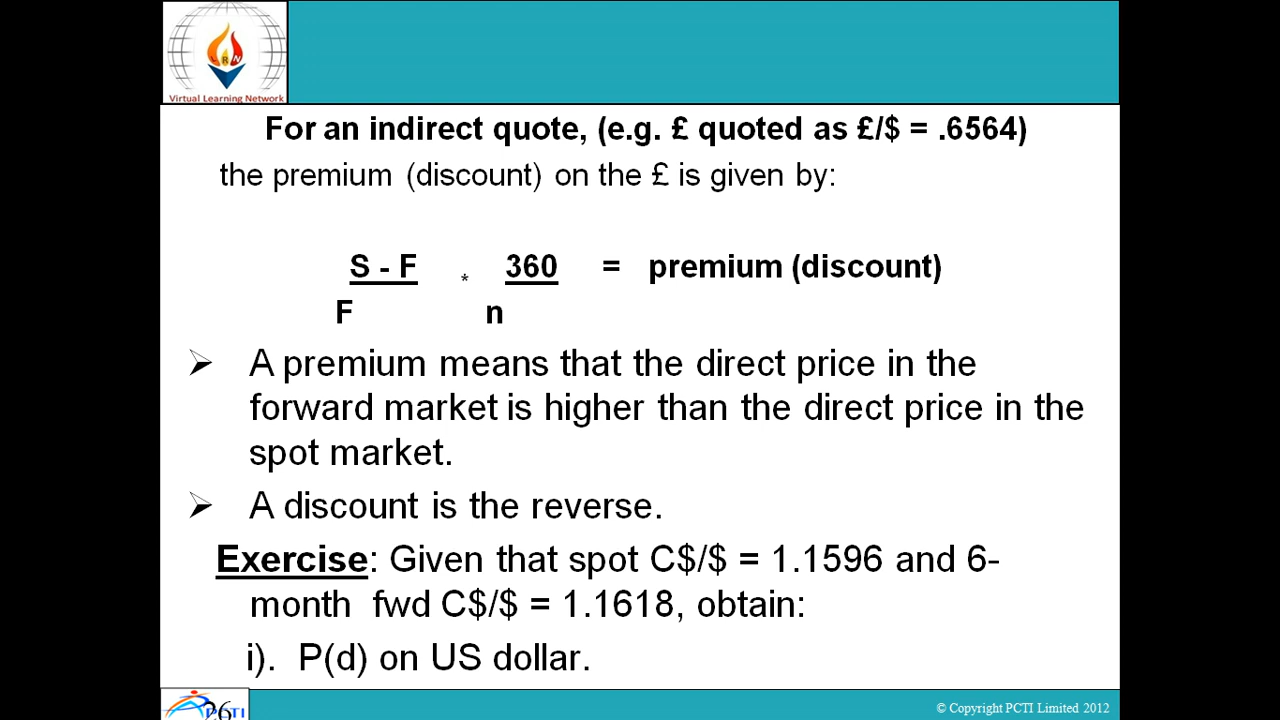 LRN
Virtual Learning Network
For an indirect quote, (e.g. £ quoted as £/$ = .6564)
the premium (discount) on the £ is given by:
S - F * 360 = premium (discount)
F n
➢ A premium means that the direct price in the
forward market is higher than the direct price in the
spot market.
➢ A discount is the reverse.
Exercise: Given that spot C$/$ = 1.1596 and 6-
month fwd C$/$ = 1.1618, obtain:
i). P(d) on US dollar.
26
PCTI
© Copyright PCTI Limited 2012